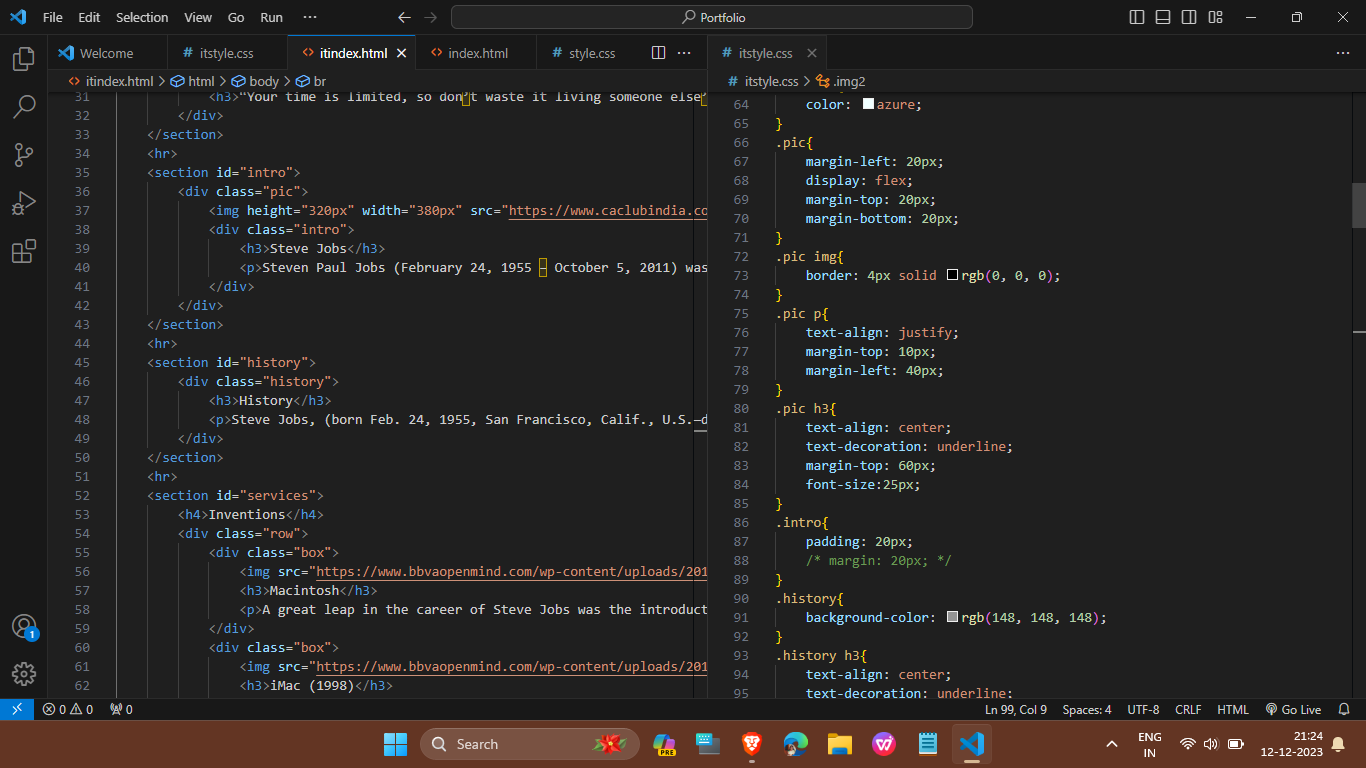 File Edit Selection View Go Run ··· Portfolio
Welcome # itstyle.css <> itindex.html <> index.html # style.css ··· # itstyle.css ···
<> itindex.html > html > body > br
# itstyle.css > .img2
31 <h3>“Your time is limited, so don’t waste it living someone else’
32 </div>
33 </section>
34 <hr>
35 <section id="intro">
36 <div class="pic">
37 <img height="320px" width="380px" src="https://www.caclubindia.co
38 <div class="intro">
39 <h3>Steve Jobs</h3>
40 <p>Steven Paul Jobs (February 24, 1955 – October 5, 2011) was
41 </div>
42 </div>
43 </section>
44 <hr>
45 <section id="history">
46 <div class="history">
47 <h3>History</h3>
48 <p>Steve Jobs, (born Feb. 24, 1955, San Francisco, Calif., U.S.—d
49 </div>
50 </section>
51 <hr>
52 <section id="services">
53 <h4>Inventions</h4>
54 <div class="row">
55 <div class="box">
56 <img src="https://www.bbvaopenmind.com/wp-content/uploads/201
57 <h3>Macintosh</h3>
58 <p>A great leap in the career of Steve Jobs was the introduct
59 </div>
60 <div class="box">
61 <img src="https://www.bbvaopenmind.com/wp-content/uploads/201
62 <h3>iMac (1998)</h3>
64 color: azure;
65 }
66 .pic{
67 margin-left: 20px;
68 display: flex;
69 margin-top: 20px;
70 margin-bottom: 20px;
71 }
72 .pic img{
73 border: 4px solid rgb(0, 0, 0);
74 }
75 .pic p{
76 text-align: justify;
77 margin-top: 10px;
78 margin-left: 40px;
79 }
80 .pic h3{
81 text-align: center;
82 text-decoration: underline;
83 margin-top: 60px;
84 font-size:25px;
85 }
86 .intro{
87 padding: 20px;
88 /* margin: 20px; */
89 }
90 .history{
91 background-color: rgb(148, 148, 148);
92 }
93 .history h3{
94 text-align: center;
95 text-decoration: underline;
1
0 0 0 Ln 99, Col 9 Spaces: 4 UTF-8 CRLF HTML Go Live
Search PRE ENG 21:24
IN 12-12-2023